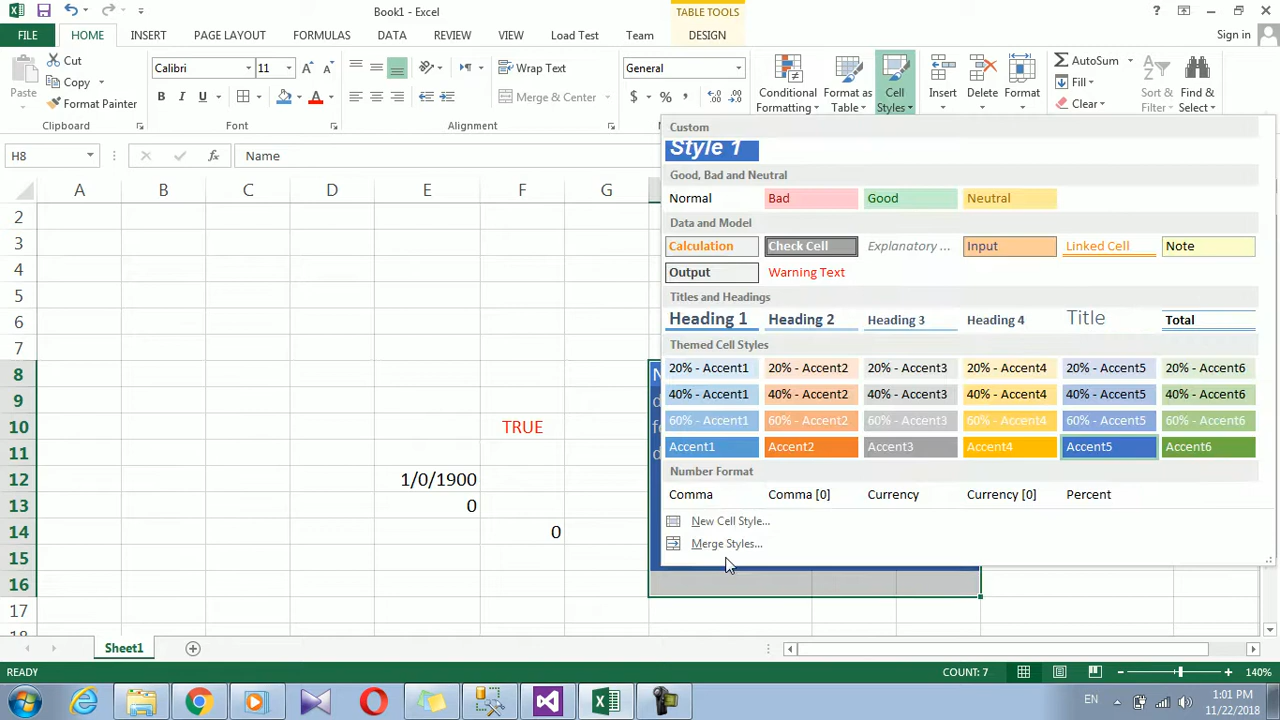 Book1 - Excel
TABLE TOOLS
Sign in
FILE
HOME
INSERT
PAGE LAYOUT
FORMULAS
DATA
REVIEW
VIEW
Load Test
Team
DESIGN
Paste
Cut
Copy
Format Painter
Clipboard
Calibri
11
B I U
Font
Wrap Text
Merge & Center
Alignment
General
$ % ,
Conditional Formatting
Format as Table
Cell Styles
Insert
Delete
Format
AutoSum
Fill
Clear
Sort & Filter
Find & Select
H8
fx
Name
A B C D E F G
2
3
4
5
6
7
8
9
10 TRUE
11
12 1/0/1900
13 0
14 0
15
16
17
18
Custom
Style 1
Good, Bad and Neutral
Normal Bad Good Neutral
Data and Model
Calculation Check Cell Explanatory ... Input Linked Cell Note
Output Warning Text
Titles and Headings
Heading 1 Heading 2 Heading 3 Heading 4 Title Total
Themed Cell Styles
20% - Accent1 20% - Accent2 20% - Accent3 20% - Accent4 20% - Accent5 20% - Accent6
40% - Accent1 40% - Accent2 40% - Accent3 40% - Accent4 40% - Accent5 40% - Accent6
60% - Accent1 60% - Accent2 60% - Accent3 60% - Accent4 60% - Accent5 60% - Accent6
Accent1 Accent2 Accent3 Accent4 Accent5 Accent6
Number Format
Comma Comma [0] Currency Currency [0] Percent
New Cell Style...
Merge Styles...
Sheet1
READY
COUNT: 7
140%
EN
1:01 PM
11/22/2018